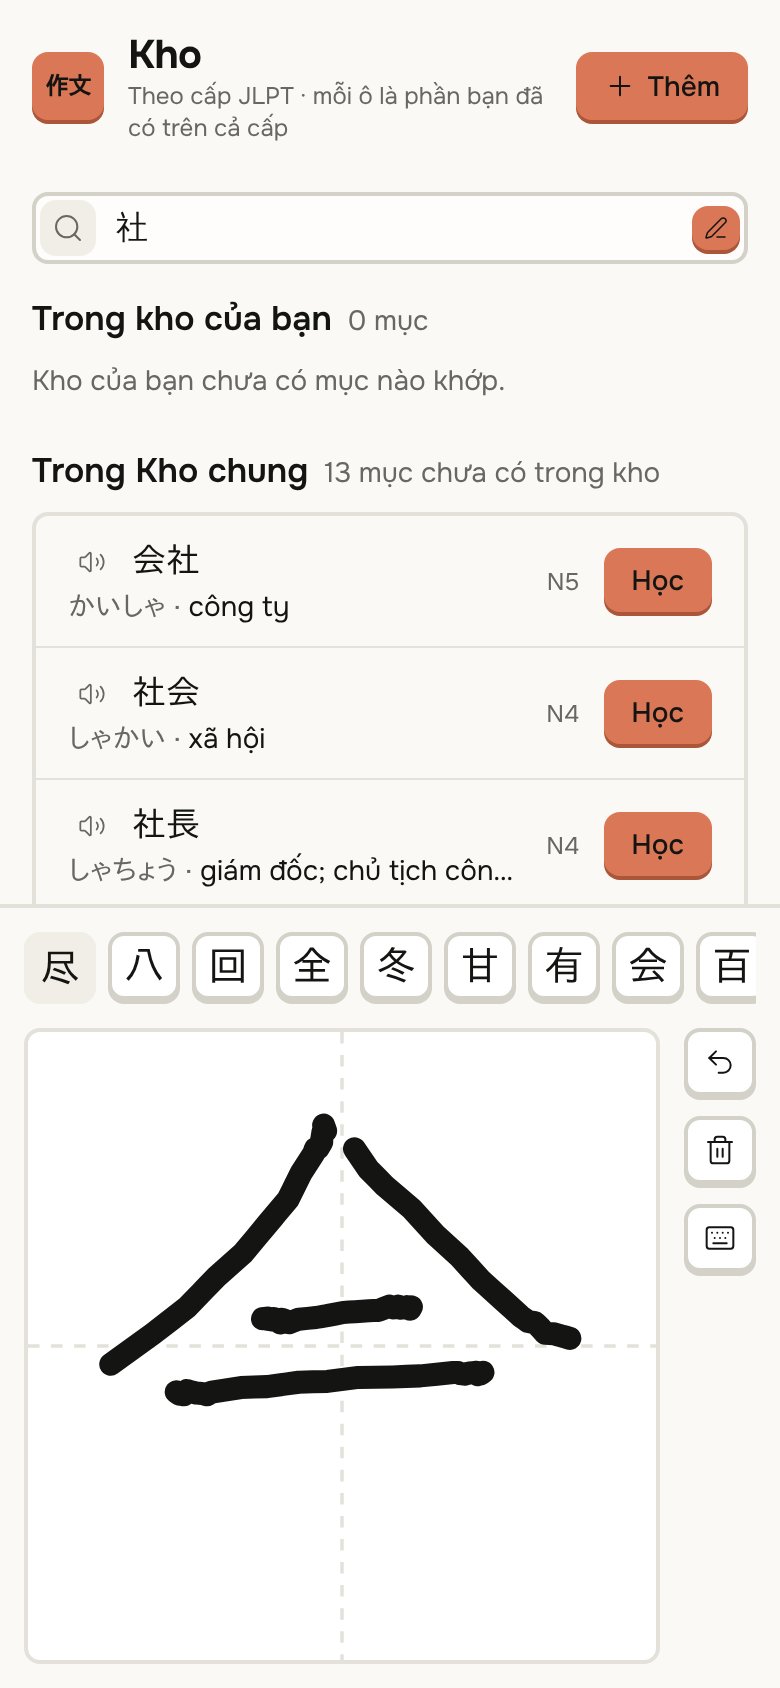 作文
Kho
Theo cấp JLPT · mỗi ô là phần bạn đã
có trên cả cấp
Thêm
社
Trong kho của bạn 0 mục
Kho của bạn chưa có mục nào khớp.
Trong Kho chung 13 mục chưa có trong kho
会社
かいしゃ · công ty
N5
Học
社会
しゃかい · xã hội
N4
Học
社長
しゃちょう · giám đốc; chủ tịch côn...
N4
Học
尽 八 回 全 冬 甘 有 会 百